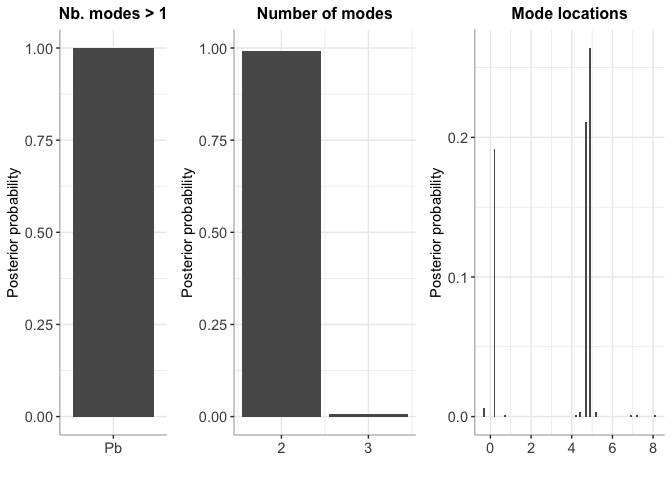 Nb. modes > 1
Posterior probability
1.00
0.75
0.50
0.25
0.00
Pb
Number of modes
Posterior probability
1.00
0.75
0.50
0.25
0.00
2 3
Mode locations
Posterior probability
0.2
0.1
0.0
0 2 4 6 8